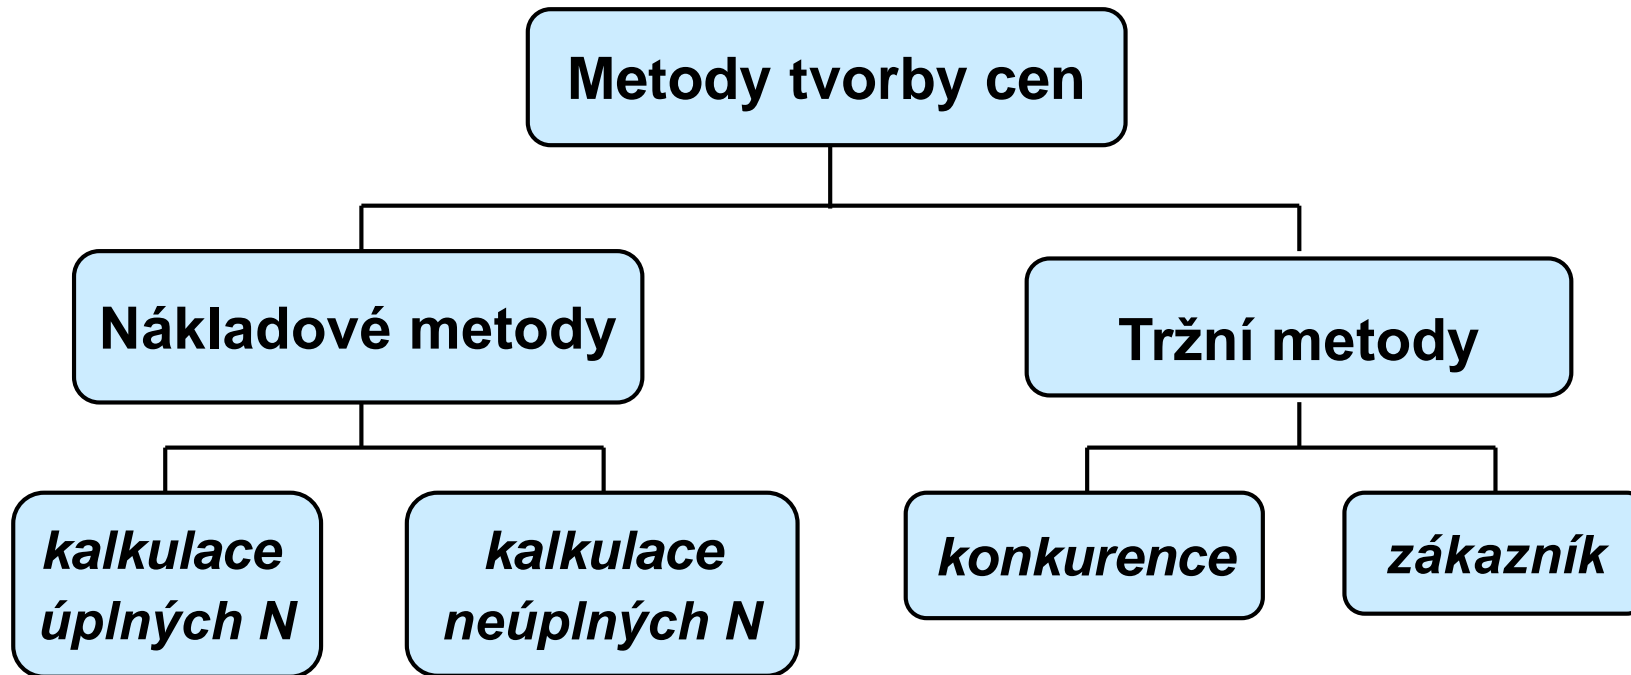 Metody tvorby cen
Nákladové metody
Tržní metody
kalkulace
úplných N
kalkulace
neúplných N
konkurence
zákazník